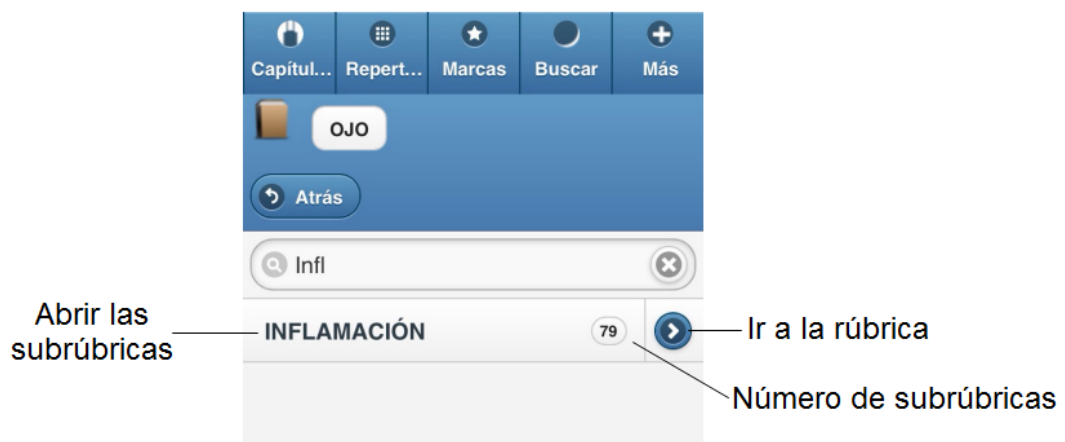 Capítul... Repert... Marcas Buscar Más
OJO
Atrás
Infl
Abrir las
subrúbricas
INFLAMACIÓN 79
Ir a la rúbrica
Número de subrúbricas